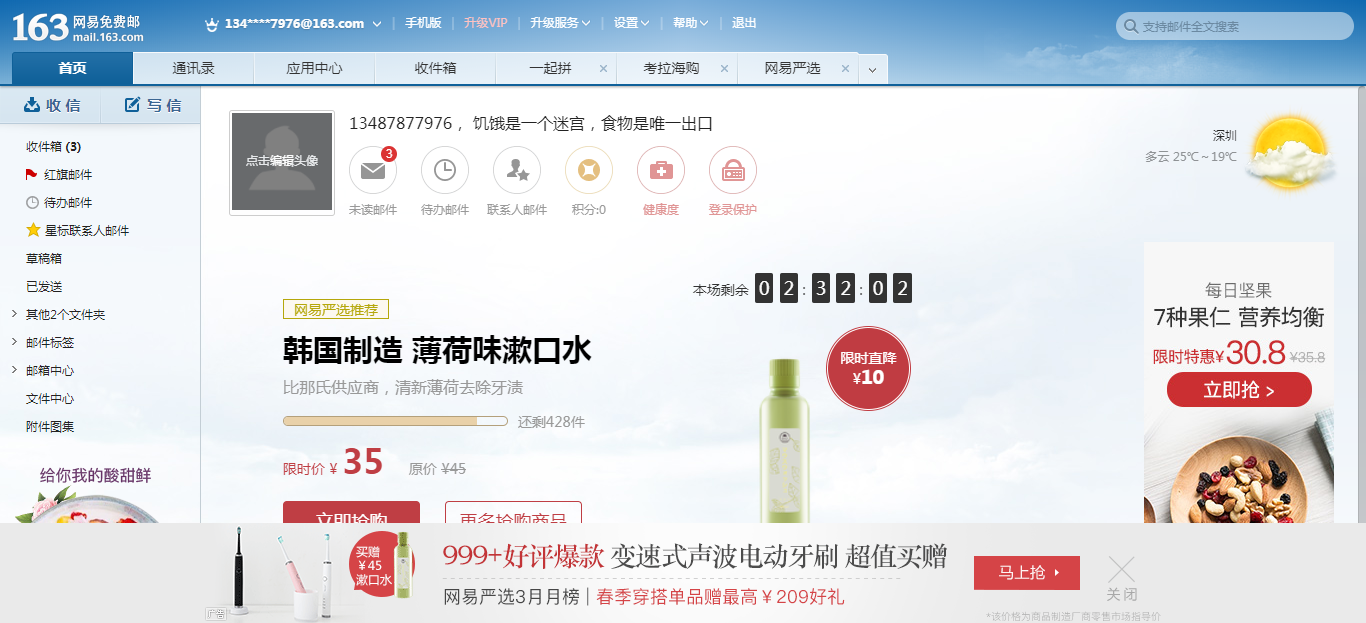 163 网易免费邮
mail.163.com
134****7976@163.com
手机版
升级VIP
升级服务
设置
帮助
退出
支持邮件全文搜索
首页
通讯录
应用中心
收件箱
一起拼
考拉海购
网易严选
收信
写信
收件箱 (3)
红旗邮件
待办邮件
星标联系人邮件
草稿箱
已发送
其他2个文件夹
邮件标签
邮箱中心
文件中心
附件图集
给你我的酸甜鲜
点击编辑头像
13487877976 ， 饥饿是一个迷宫，食物是唯一出口
3
未读邮件
待办邮件
联系人邮件
积分:0
健康度
登录保护
深圳
多云 25℃ ~ 19℃
本场剩余 02:32:02
网易严选推荐
韩国制造 薄荷味漱口水
比那氏供应商，清新薄荷去除牙渍
还剩428件
限时价 ¥ 35
原价 ¥45
立即抢购
更多抢购商品
限时直降
¥10
每日坚果
7种果仁 营养均衡
限时特惠¥30.8 ¥35.8
立即抢 >
买赠
¥45
漱口水
999+好评爆款 变速式声波电动牙刷 超值买赠
网易严选3月月榜 | 春季穿搭单品赠最高¥209好礼
马上抢
关闭
广告
*该价格为商品制造厂商零售市场指导价